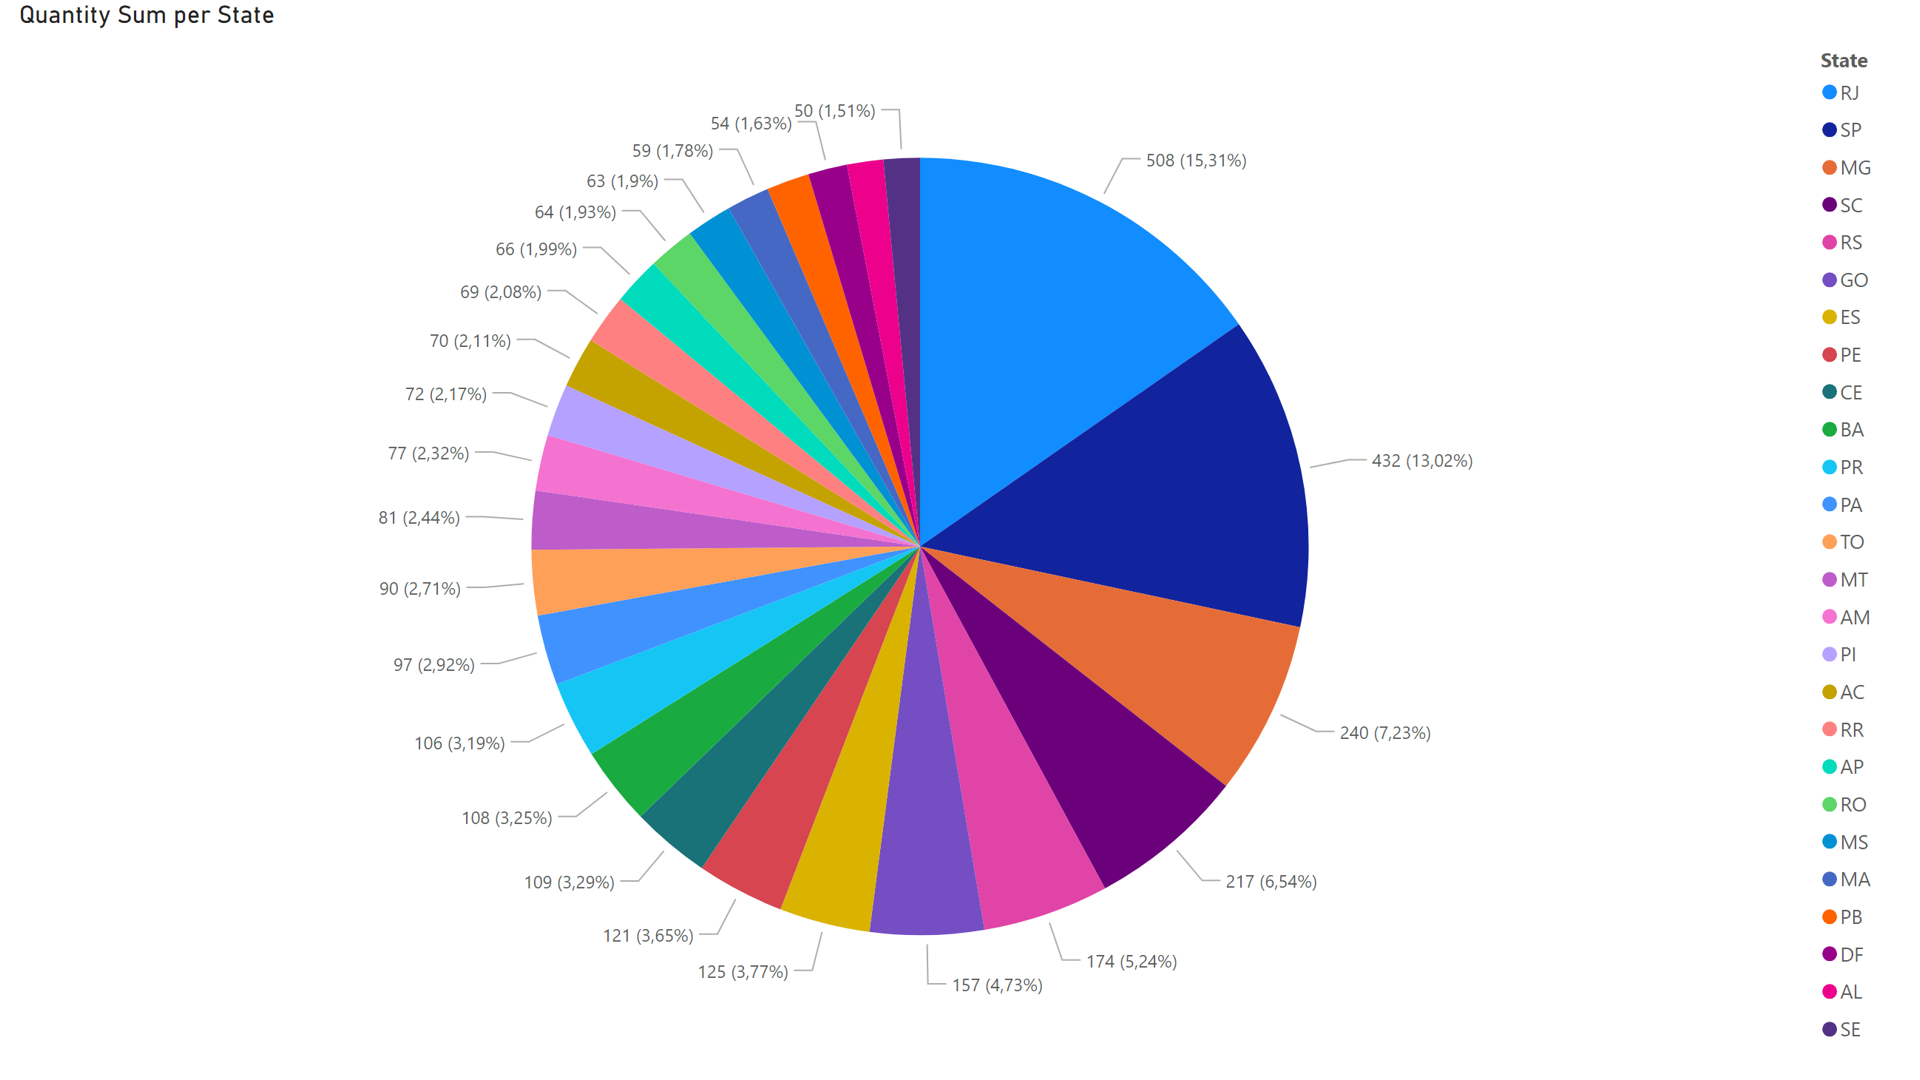 Quantity Sum per State
State
RJ
SP
MG
SC
RS
GO
ES
PE
CE
BA
PR
PA
TO
MT
AM
PI
AC
RR
AP
RO
MS
MA
PB
DF
AL
SE
508 (15,31%)
432 (13,02%)
240 (7,23%)
217 (6,54%)
174 (5,24%)
157 (4,73%)
125 (3,77%)
121 (3,65%)
109 (3,29%)
108 (3,25%)
106 (3,19%)
97 (2,92%)
90 (2,71%)
81 (2,44%)
77 (2,32%)
72 (2,17%)
70 (2,11%)
69 (2,08%)
66 (1,99%)
64 (1,93%)
63 (1,9%)
59 (1,78%)
54 (1,63%)
50 (1,51%)